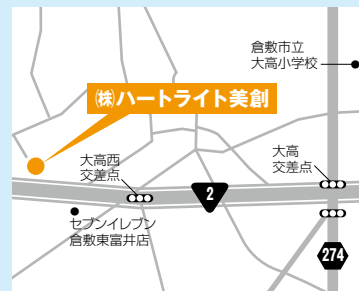 倉敷市立
大高小学校
㈱ハートライト美創
大高西
交差点
大高
交差点
2
セブンイレブン
倉敷東富井店
274